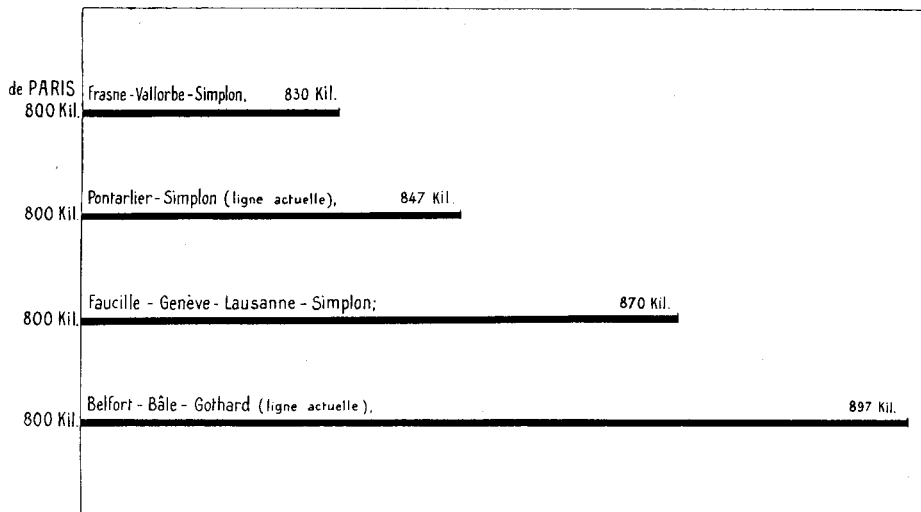 de PARIS
Frasne-Vallorbe-Simplon, 830 Kil.
800 Kil.
Pontarlier-Simplon (ligne actuelle), 847 Kil.
800 Kil.
Faucille - Genève - Lausanne - Simplon; 870 Kil.
800 Kil.
Belfort - Bâle - Gothard (ligne actuelle), 897 Kil.
800 Kil.